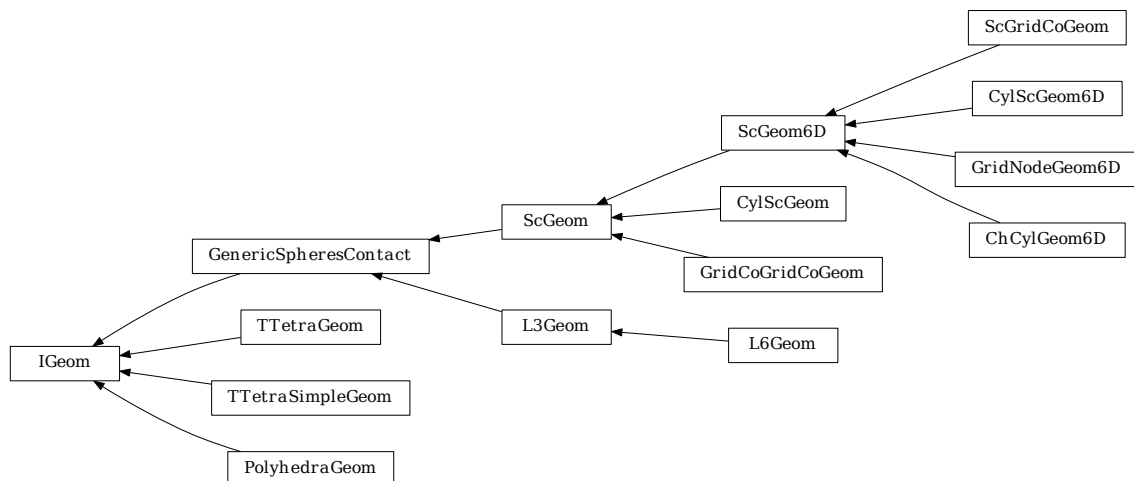 ScGridCoGeom
CylScGeom6D
ScGeom6D
GridNodeGeom6D
CylScGeom
ScGeom
ChCylGeom6D
GenericSpheresContact
GridCoGridCoGeom
TTetraGeom
L3Geom
L6Geom
IGeom
TTetraSimpleGeom
PolyhedraGeom